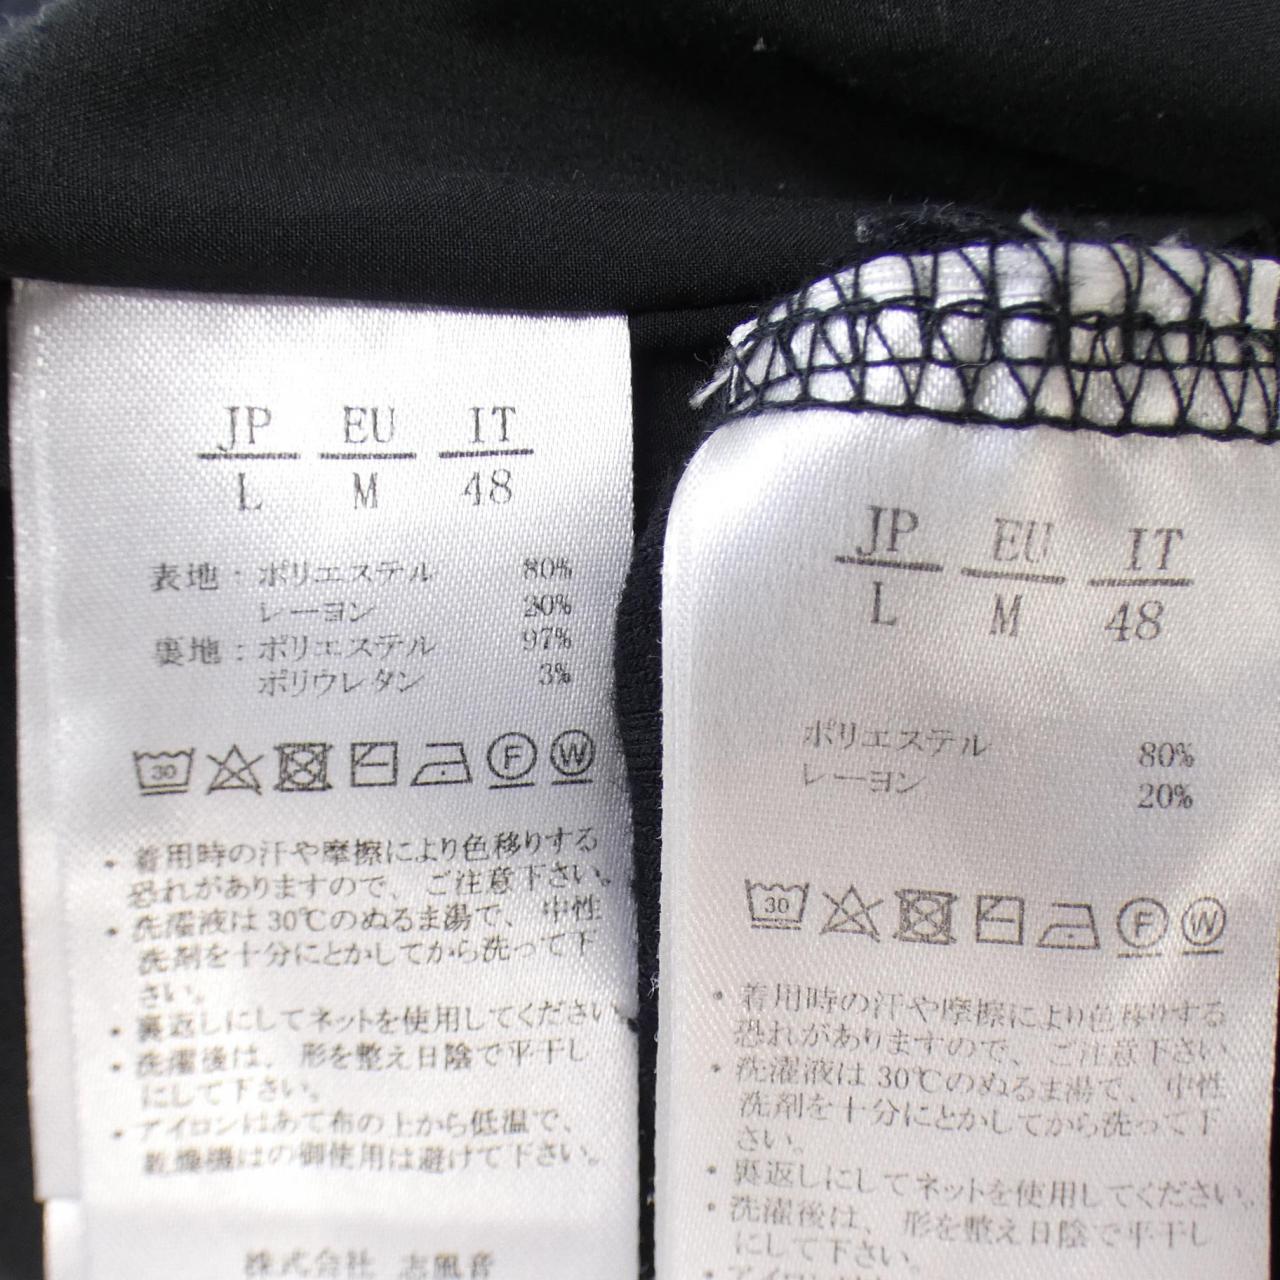 JP EU IT
L M 48
表地：ポリエステル 80%
レーヨン 20%
裏地：ポリエステル 97%
ポリウレタン 3%
30 F W
・着用時の汗や摩擦により色移りする
恐れがありますので、ご注意下さい。
・洗濯液は30℃のぬるま湯で、中性
洗剤を十分にとかしてから洗って下
さい。
・裏返しにしてネットを使用してください
・洗濯後は、形を整え日陰で平干し
にして下さい。
・アイロンはあて布の上から低温で、
乾燥機はの御使用は避けて下さい。
株式会社 志風音
JP EU IT
L M 48
ポリエステル 80%
レーヨン 20%
30 F W
・着用時の汗や摩擦により色移りする
恐れがありますので、ご注意下さい
・洗濯液は30℃のぬるま湯で、中性
洗剤を十分にとかしてから洗って下
さい。
・裏返しにしてネットを使用してください。
・洗濯後は、形を整え日陰で平干し
にして下さい。